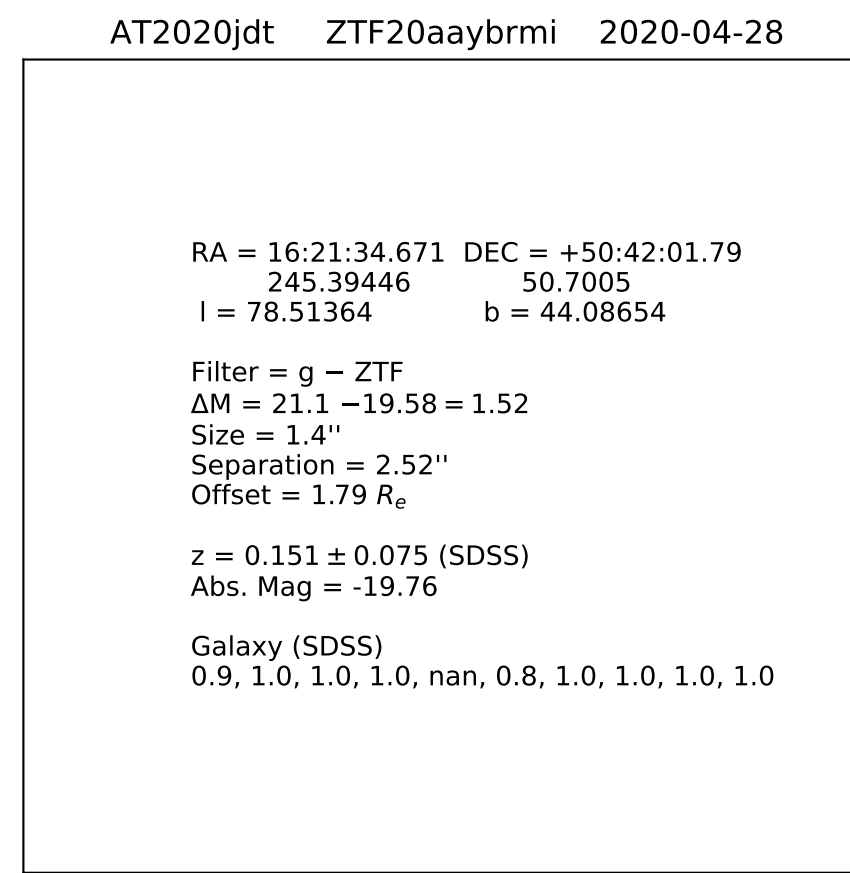 AT2020jdt ZTF20aaybrmi 2020-04-28
RA = 16:21:34.671 DEC = +50:42:01.79
245.39446 50.7005
l = 78.51364 b = 44.08654
Filter = g − ZTF
ΔM = 21.1 −19.58 = 1.52
Size = 1.4''
Separation = 2.52''
Offset = 1.79 Rₑ
z = 0.151 ± 0.075 (SDSS)
Abs. Mag = -19.76
Galaxy (SDSS)
0.9, 1.0, 1.0, 1.0, nan, 0.8, 1.0, 1.0, 1.0, 1.0